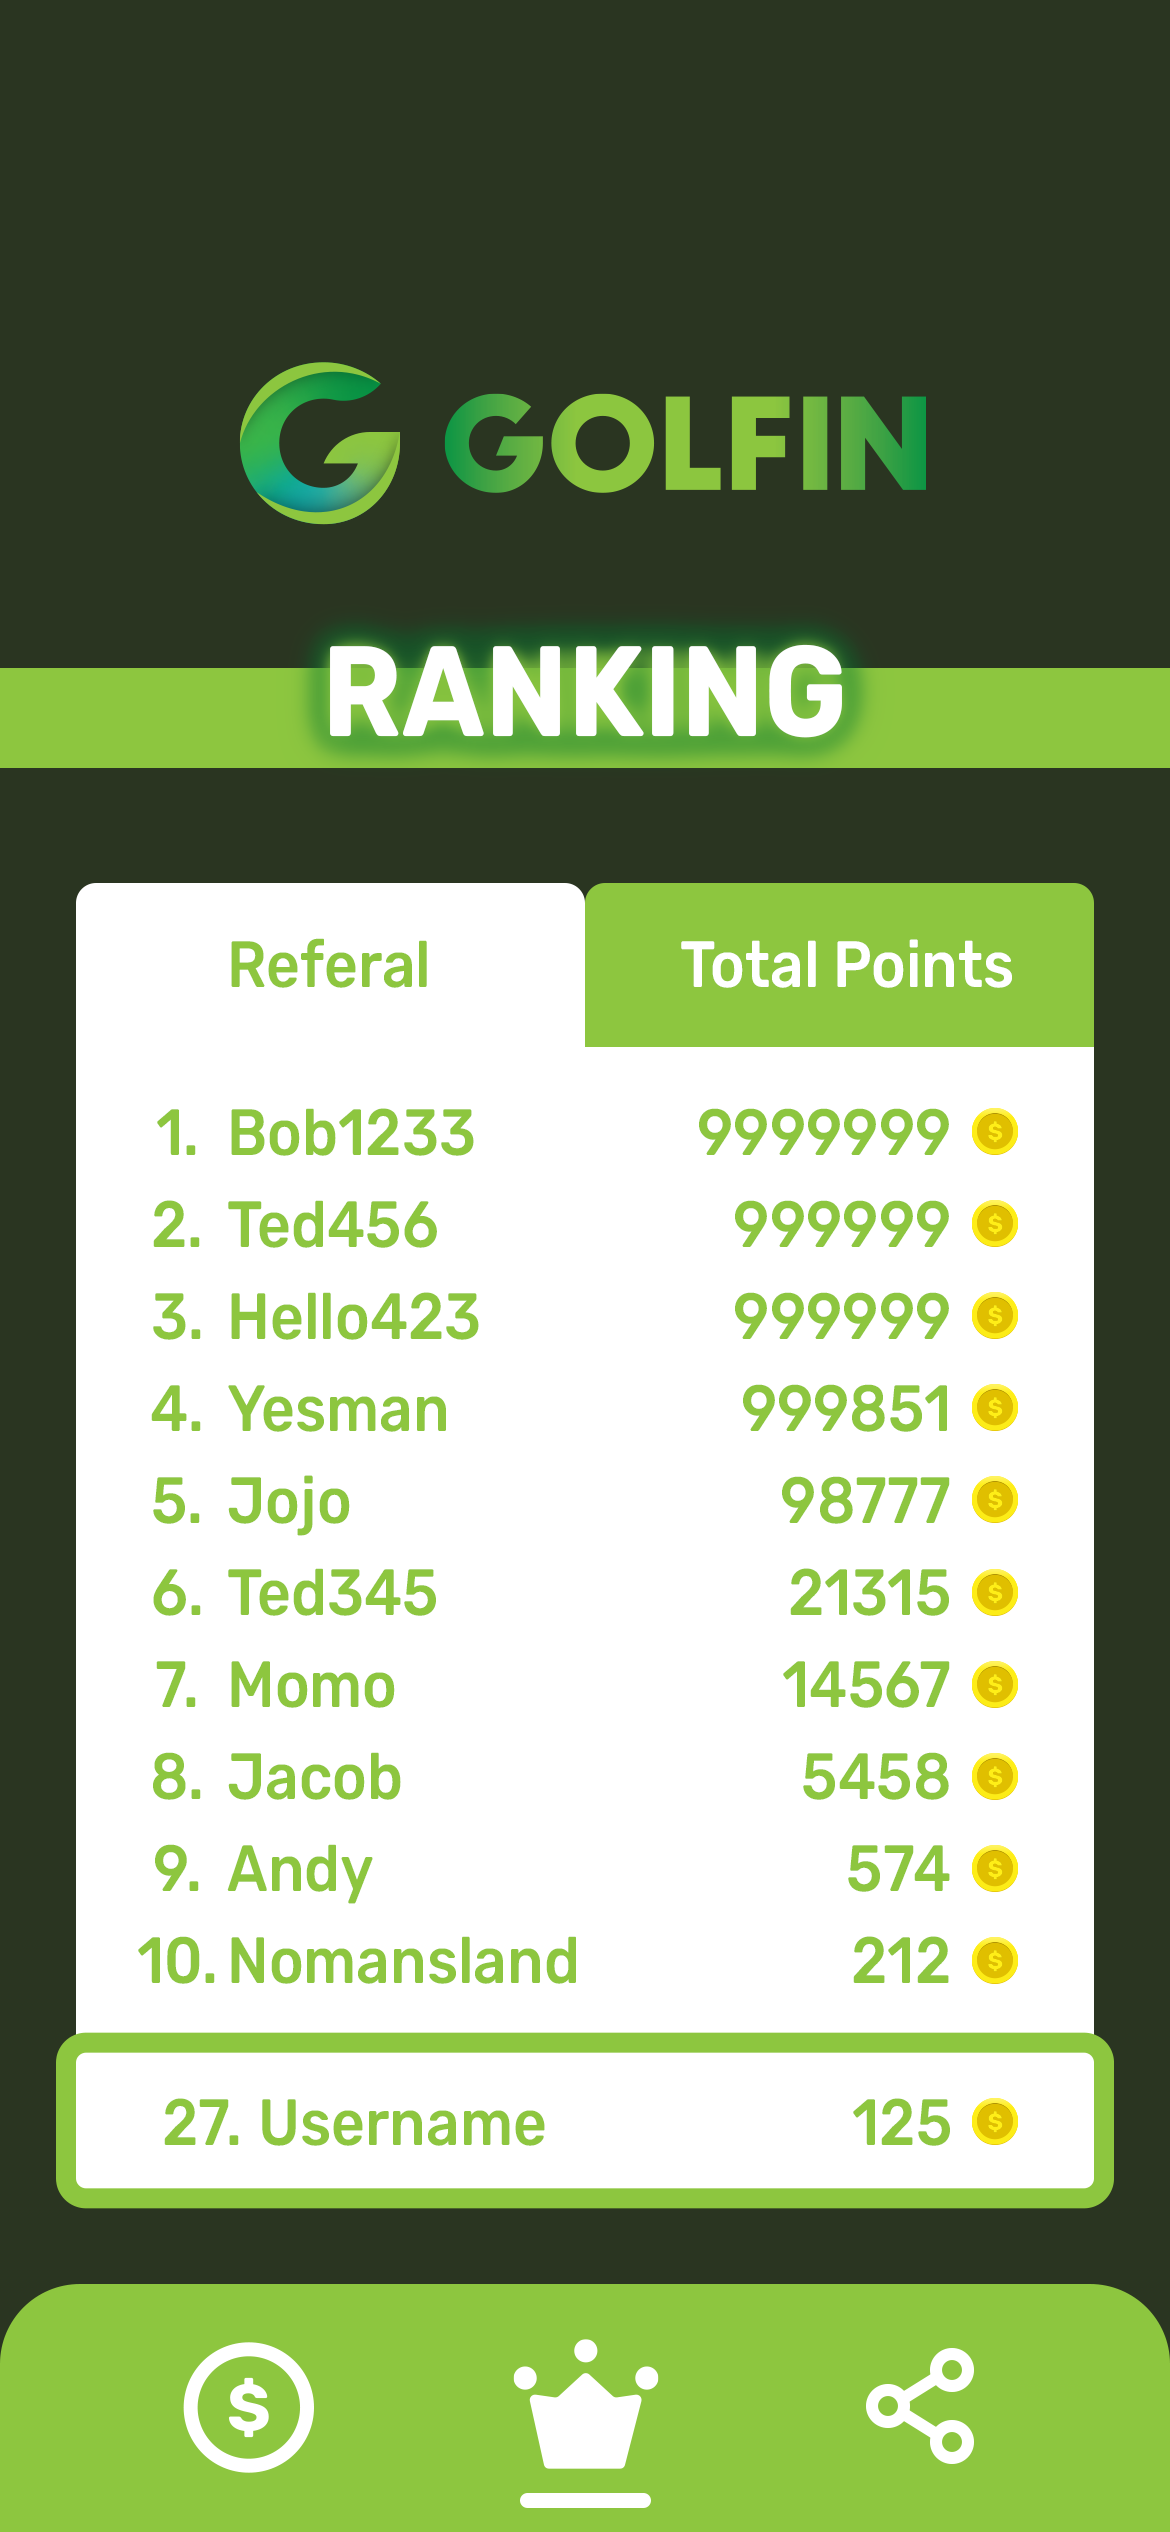 GOLFIN
RANKING
Referal Total Points
1. Bob1233 9999999
2. Ted456 999999
3. Hello423 999999
4. Yesman 999851
5. Jojo 98777
6. Ted345 21315
7. Momo 14567
8. Jacob 5458
9. Andy 574
10. Nomansland 212
27. Username 125